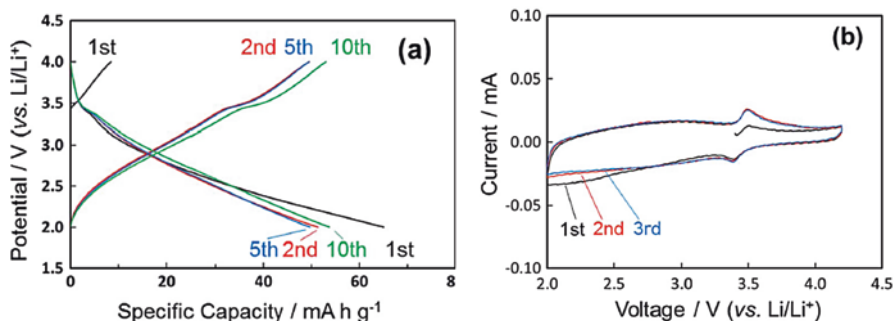 (a)
1st
2nd 5th 10th
5th 2nd 10th
1st
4.5
4.0
3.5
3.0
2.5
2.0
1.5
0 20 40 60 8
Potential / V (vs. Li/Li⁺)
Specific Capacity / mA h g⁻¹
(b)
0.10
0.05
0.00
-0.05
-0.10
1st 2nd 3rd
2.0 2.5 3.0 3.5 4.0 4.5
Current / mA
Voltage / V (vs. Li/Li⁺)